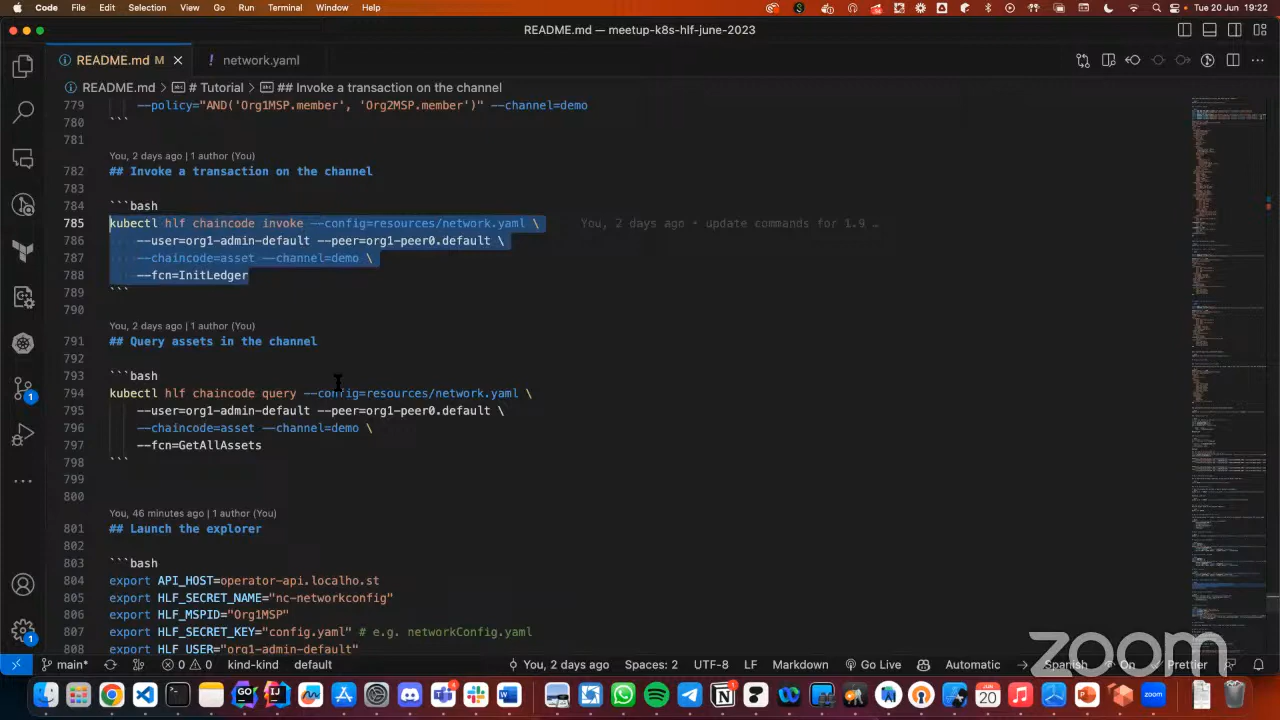 Code File Edit Selection View Go Run Terminal Window Help Tue 20 Jun 19:22
README.md — meetup-k8s-hlf-june-2023
README.md M network.yaml
README.md > # Tutorial > ## Invoke a transaction on the channel
779 --policy="AND('Org1MSP.member', 'Org2MSP.member')" --channel=demo
780 ```
781
You, 2 days ago | 1 author (You)
782 ## Invoke a transaction on the channel
783
784 ```bash
785 kubectl hlf chaincode invoke --config=resources/network.yaml \ You, 2 days ago • update commands for 1.9 …
786 --user=org1-admin-default --peer=org1-peer0.default \
787 --chaincode=asset --channel=demo \
788 --fcn=InitLedger
789 ```
790
You, 2 days ago | 1 author (You)
791 ## Query assets in the channel
792
793 ```bash
794 kubectl hlf chaincode query --config=resources/network.yaml \
795 --user=org1-admin-default --peer=org1-peer0.default \
796 --chaincode=asset --channel=demo \
797 --fcn=GetAllAssets
798 ```
799
800
You, 46 minutes ago | 1 author (You)
801 ## Launch the explorer
802
803 ```bash
804 export API_HOST=operator-api.localho.st
805 export HLF_SECRET_NAME="nc-networkconfig"
806 export HLF_MSPID="Org1MSP"
807 export HLF_SECRET_KEY="config.yaml" # e.g. networkConfig.yaml
808 export HLF_USER="org1-admin-default"
main* 0 0 kind-kind default You, 2 days ago Spaces: 2 UTF-8 LF Markdown Go Live Automatic Spanish On Prettier
zoom